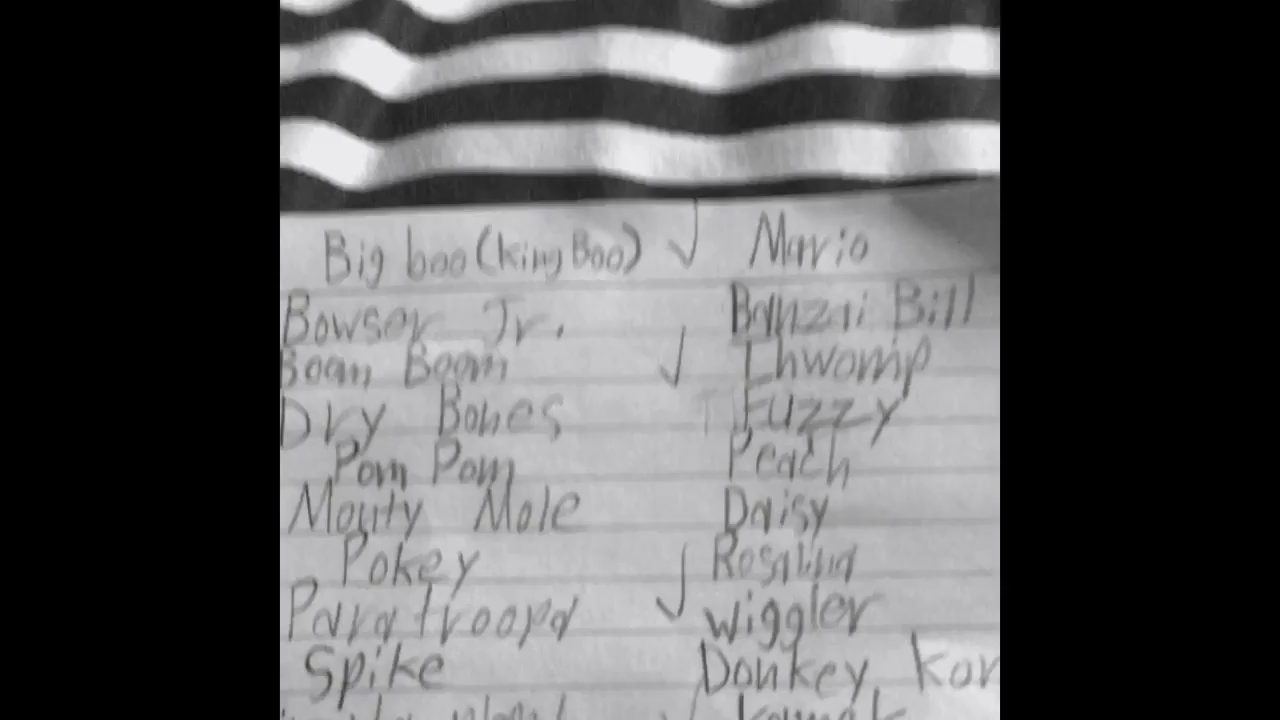 Big boo (king Boo) ✓ Mario
Bowser Jr. Banzai Bill
Boom Boom ✓ Thwomp
Dry Bones Fuzzy
Pom Pom Peach
Monty Mole Daisy
Pokey Rosalina
Paratroopa ✓ wiggler
Spike Donkey Kon